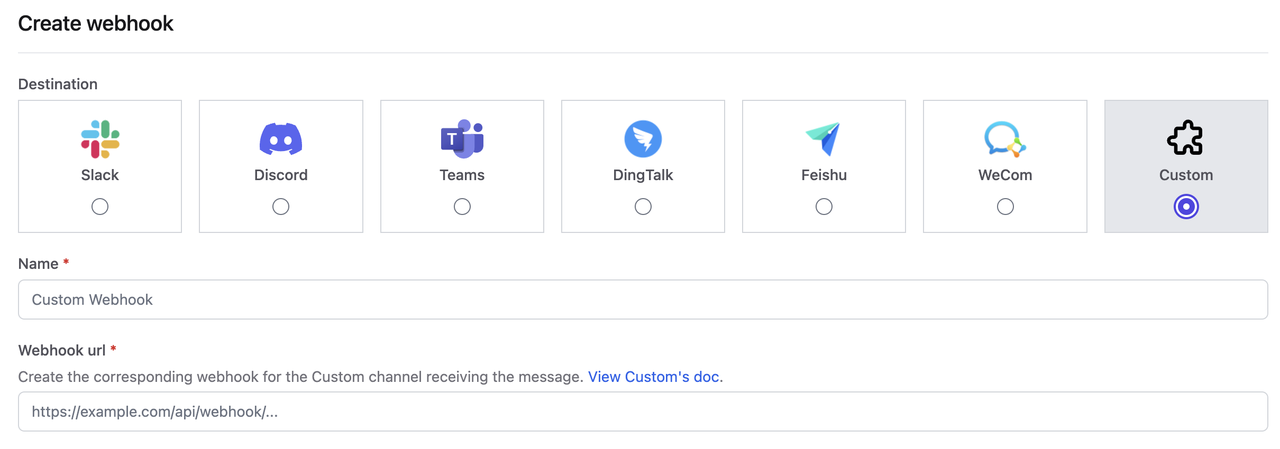 Create webhook
Destination
Slack
Discord
T
Teams
DingTalk
Feishu
WeCom
Custom
Name *
Custom Webhook
Webhook url *
Create the corresponding webhook for the Custom channel receiving the message. View Custom's doc.
https://example.com/api/webhook/...